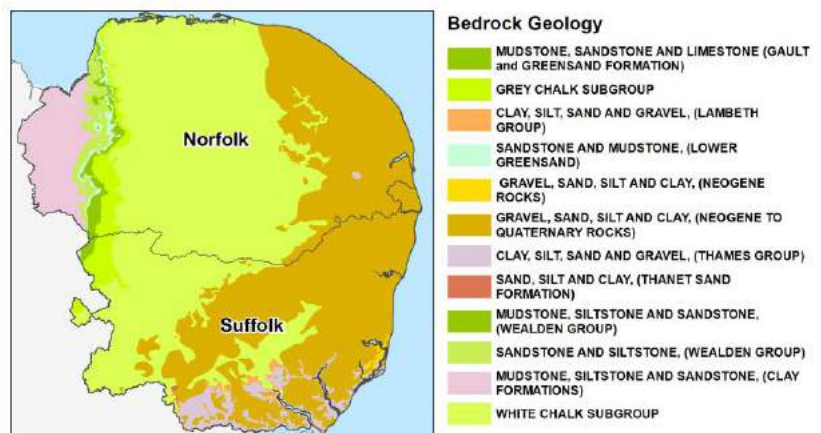 Norfolk
Suffolk
Bedrock Geology
MUDSTONE, SANDSTONE AND LIMESTONE (GAULT
and GREENSAND FORMATION)
GREY CHALK SUBGROUP
CLAY, SILT, SAND AND GRAVEL, (LAMBETH
GROUP)
SANDSTONE AND MUDSTONE, (LOWER
GREENSAND)
GRAVEL, SAND, SILT AND CLAY, (NEOGENE
ROCKS)
GRAVEL, SAND, SILT AND CLAY, (NEOGENE TO
QUATERNARY ROCKS)
CLAY, SILT, SAND AND GRAVEL, (THAMES GROUP)
SAND, SILT AND CLAY, (THANET SAND
FORMATION)
MUDSTONE, SILTSTONE AND SANDSTONE,
(WEALDEN GROUP)
SANDSTONE AND SILTSTONE, (WEALDEN GROUP)
MUDSTONE, SILTSTONE AND SANDSTONE, (CLAY
FORMATIONS)
WHITE CHALK SUBGROUP